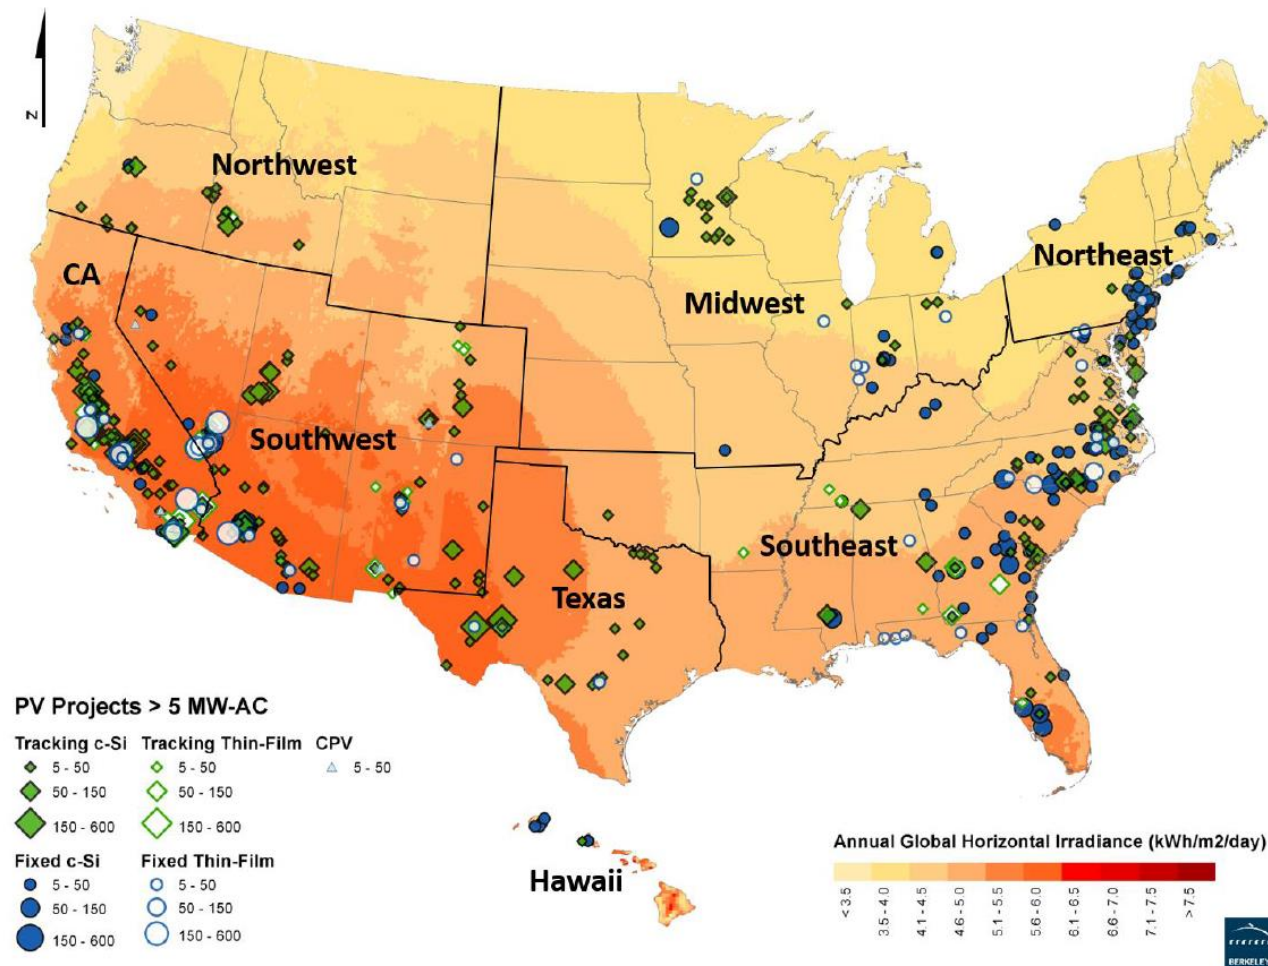 N
Northwest
CA
Northeast
Midwest
Southwest
Southeast
Texas
Hawaii
PV Projects > 5 MW-AC
Tracking c-Si
5 - 50
50 - 150
150 - 600
Tracking Thin-Film
5 - 50
50 - 150
150 - 600
CPV
5 - 50
Fixed c-Si
5 - 50
50 - 150
150 - 600
Fixed Thin-Film
5 - 50
50 - 150
150 - 600
Annual Global Horizontal Irradiance (kWh/m2/day)
< 3.5
3.5 - 4.0
4.1 - 4.5
4.6 - 5.0
5.1 - 5.5
5.6 - 6.0
6.1 - 6.5
6.6 - 7.0
7.1 - 7.5
> 7.5
BERKELEY